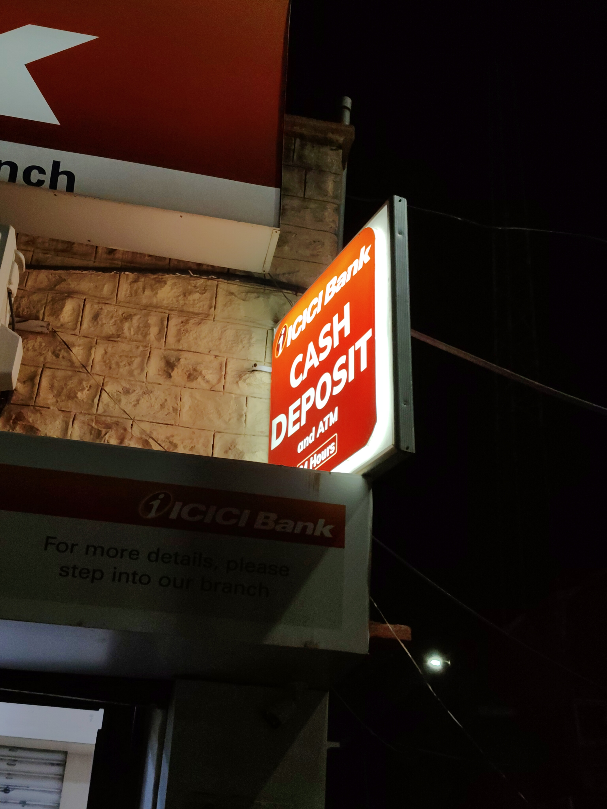 nch
ICICI Bank
CASH
DEPOSIT
and ATM
Hours
ICICI Bank
For more details, please
step into our branch